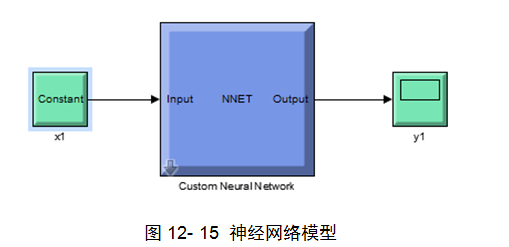 Constant
Input NNET Output
x1
y1
Custom Neural Network
图 12- 15 神经网络模型